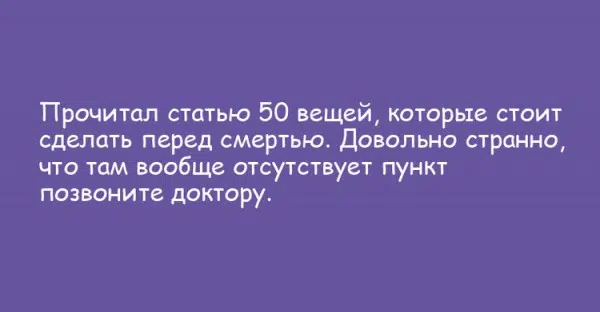 Прочитал статью 50 вещей, которые стоит
сделать перед смертью. Довольно странно,
что там вообще отсутствует пункт
позвоните доктору.